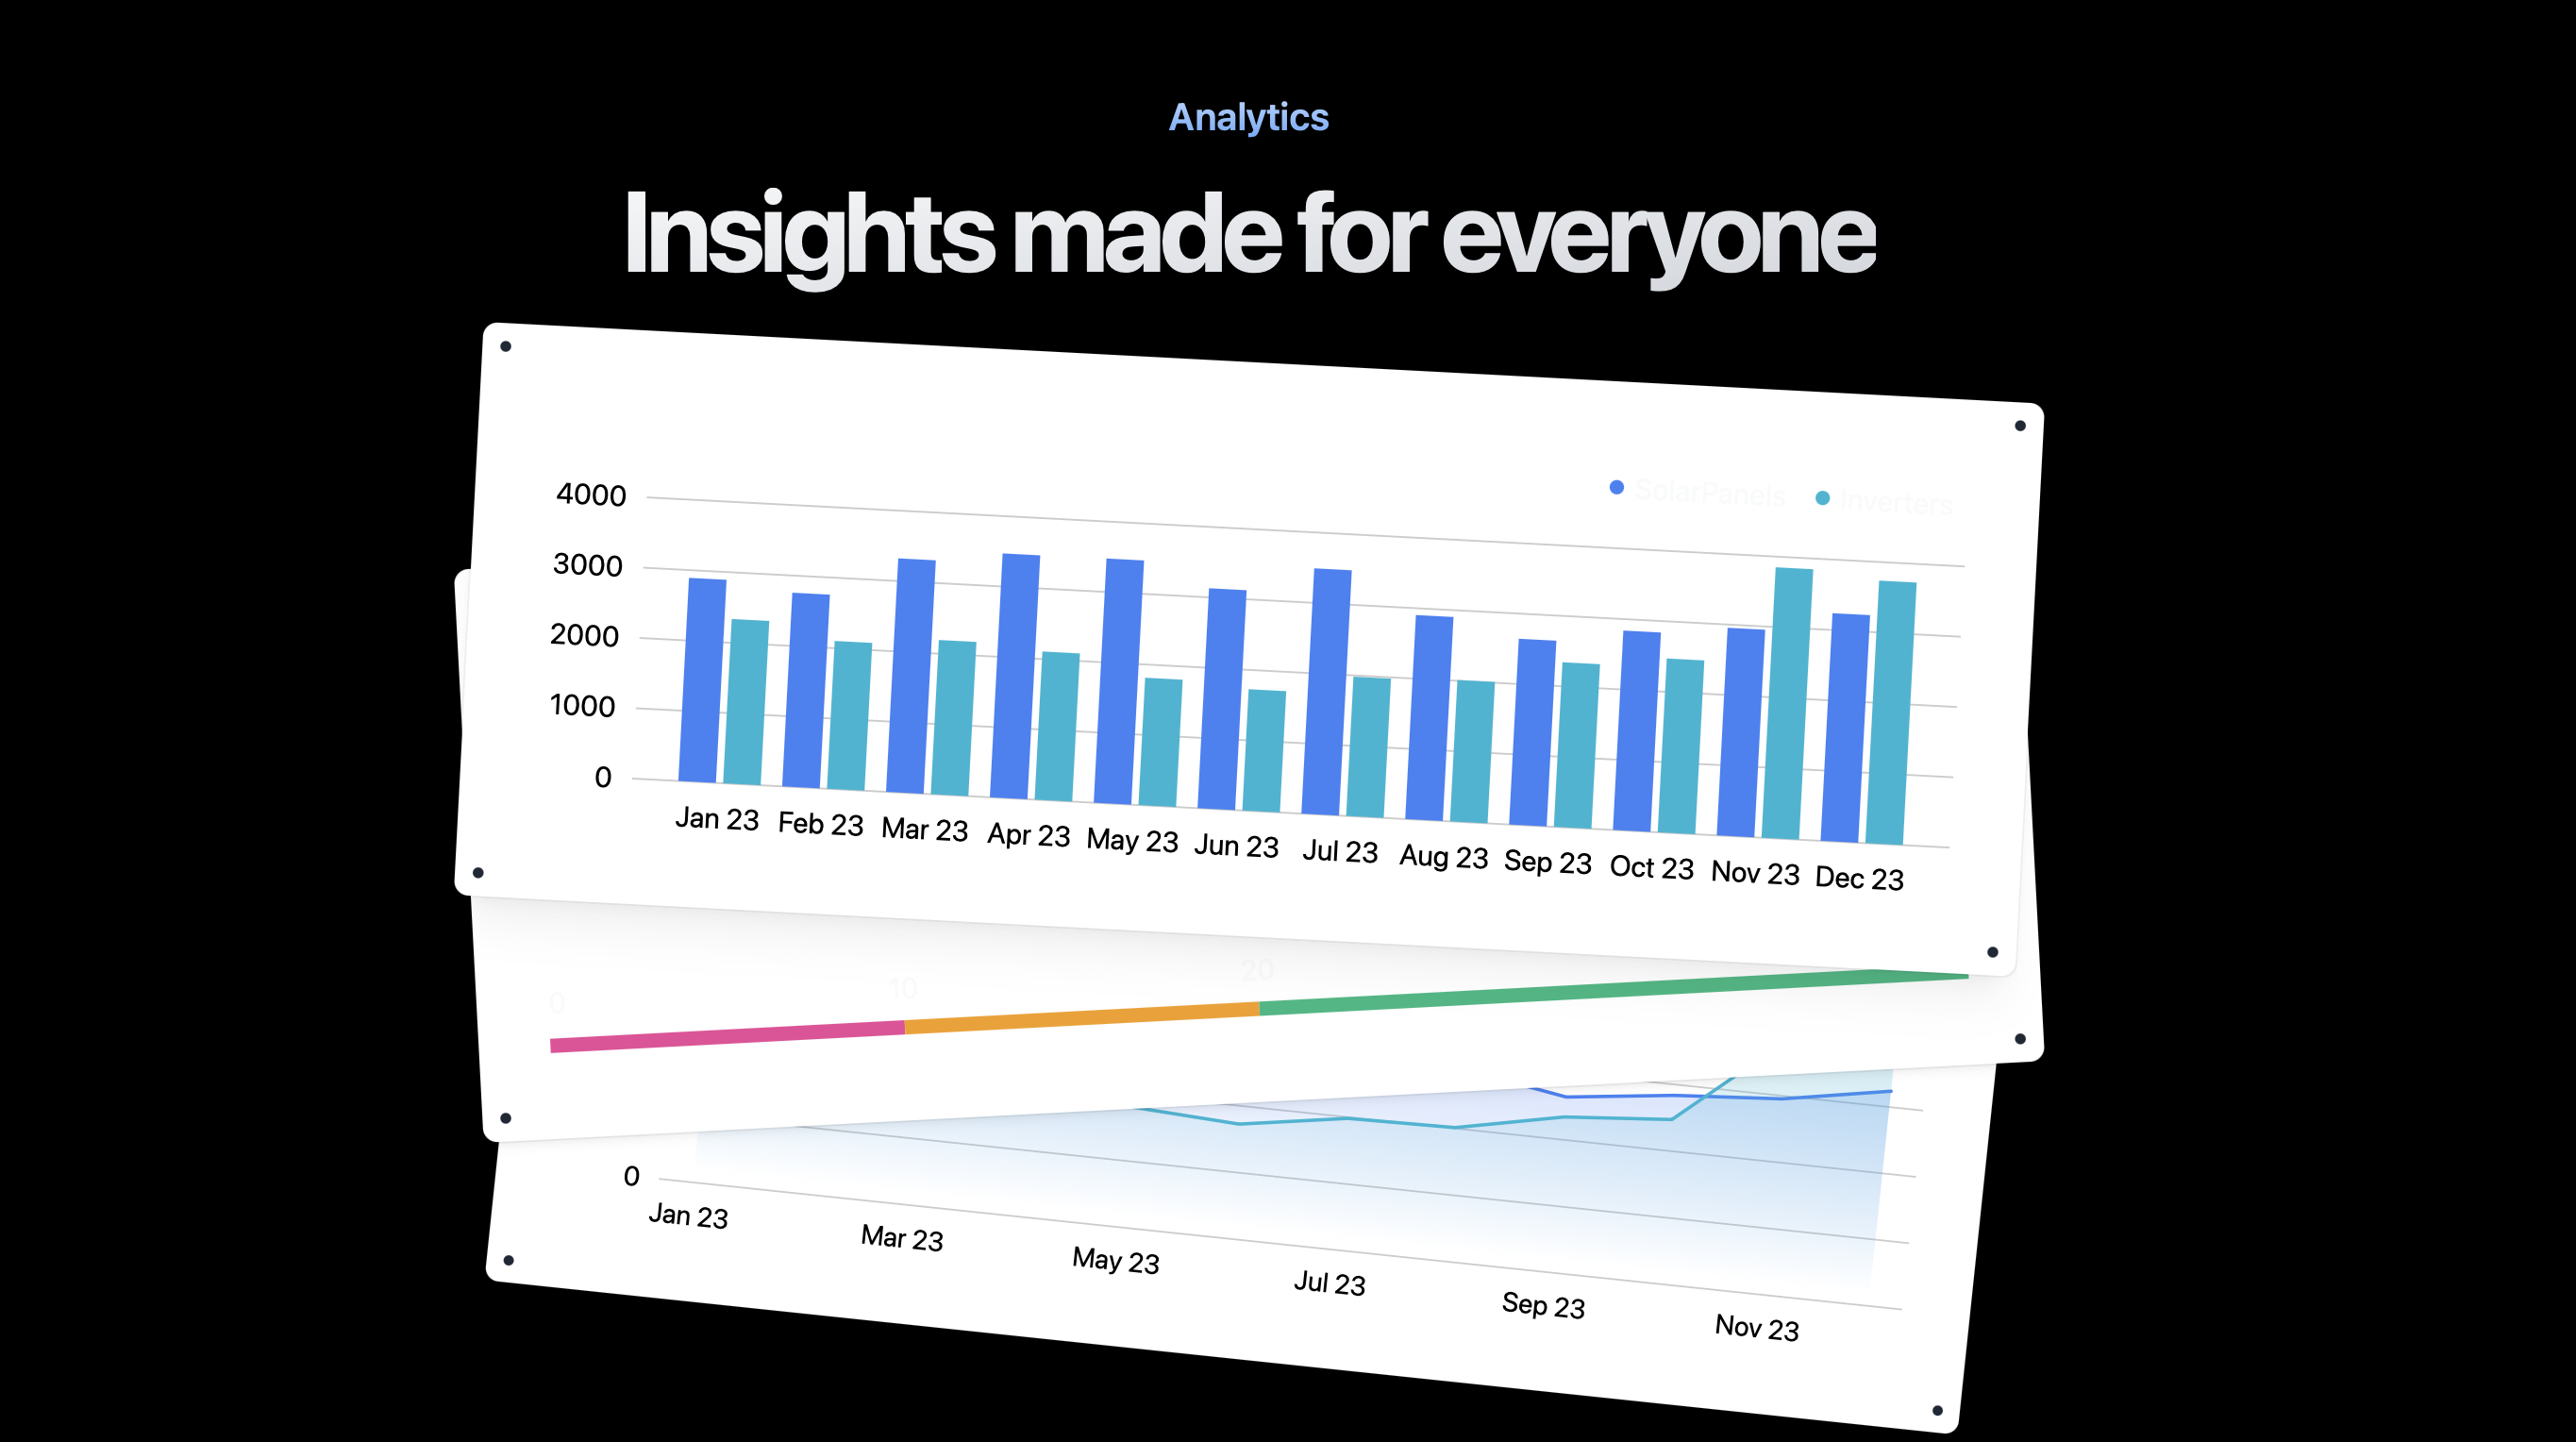 Analytics
Insights made for everyone
SolarPanels Inverters
4000
3000
2000
1000
0
Jan 23 Feb 23 Mar 23 Apr 23 May 23 Jun 23 Jul 23 Aug 23 Sep 23 Oct 23 Nov 23 Dec 23
0 10 20
0
Jan 23 Mar 23 May 23 Jul 23 Sep 23 Nov 23